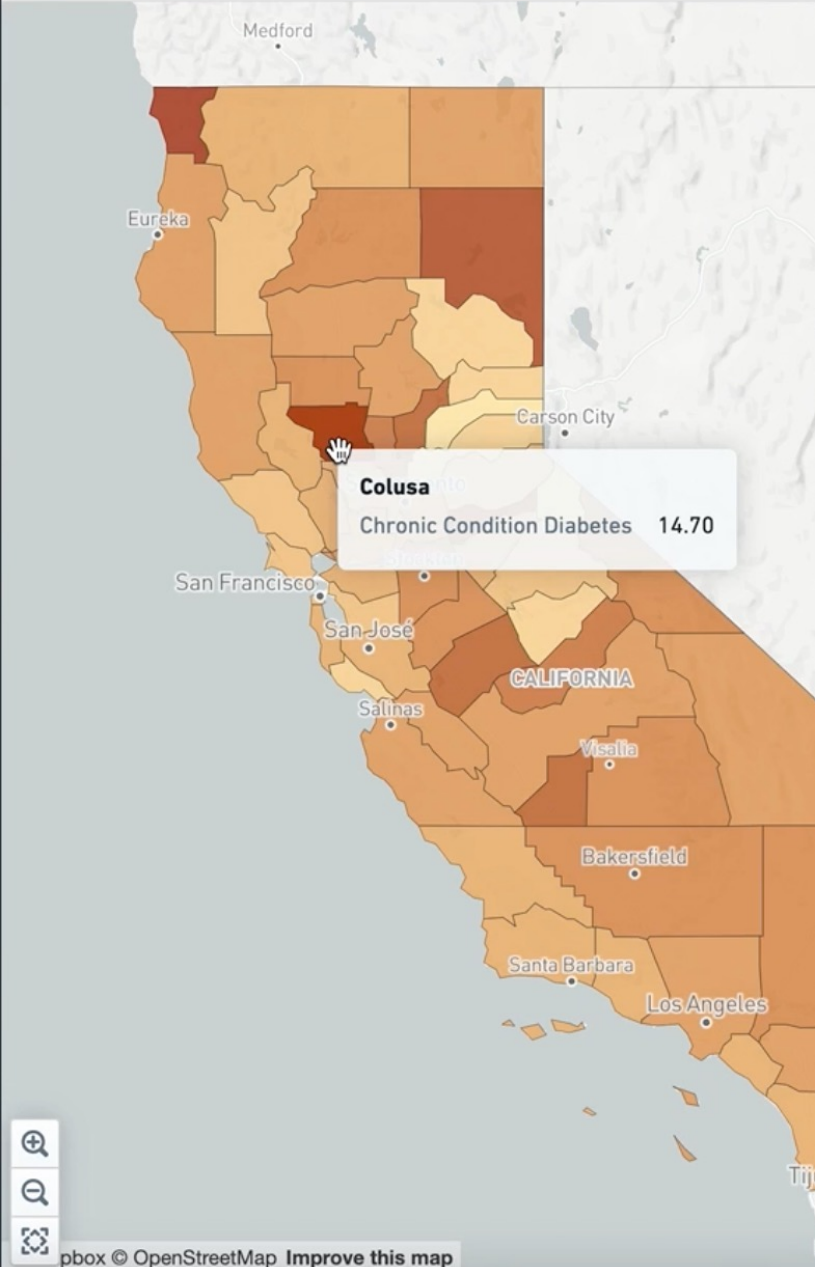 Medford
Eureka
Carson City
Colusa
Chronic Condition Diabetes 14.70
San Francisco
San José
CALIFORNIA
Salinas
Visalia
Bakersfield
Santa Barbara
Los Angeles
Tij
pbox © OpenStreetMap Improve this map